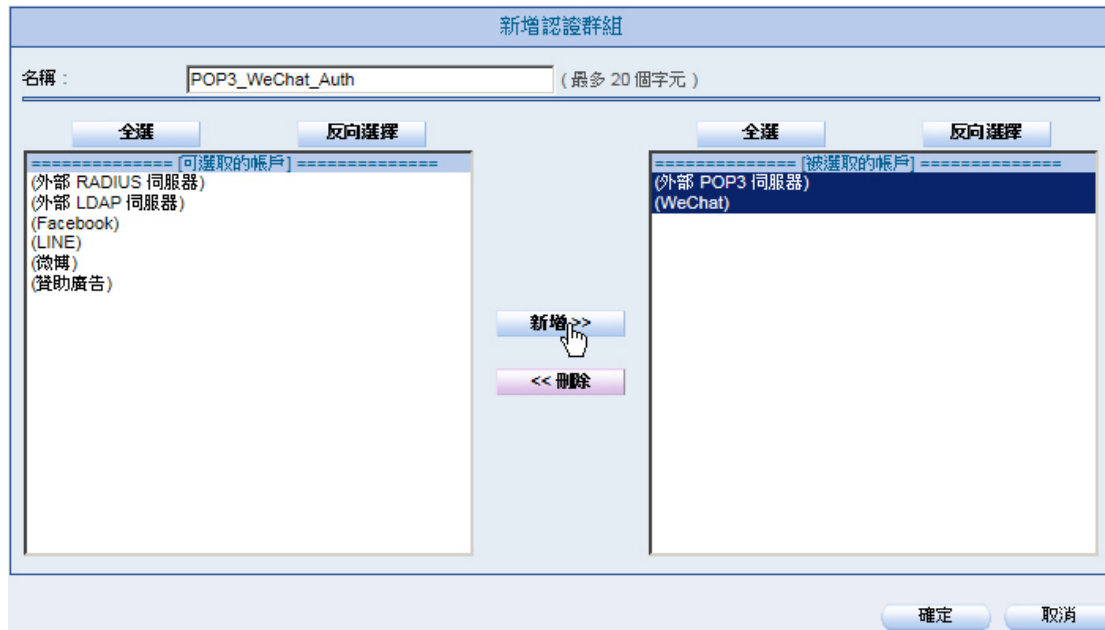 新增認證群組
名稱 : POP3_WeChat_Auth ( 最多 20 個字元 )
全選 反向選擇
============== [可選取的帳戶] ==============
(外部 RADIUS 伺服器)
(外部 LDAP 伺服器)
(Facebook)
(LINE)
(微博)
(贊助廣告)
新增 >>
<< 刪除
全選 反向選擇
============== [被選取的帳戶] ==============
(外部 POP3 伺服器)
(WeChat)
確定 取消